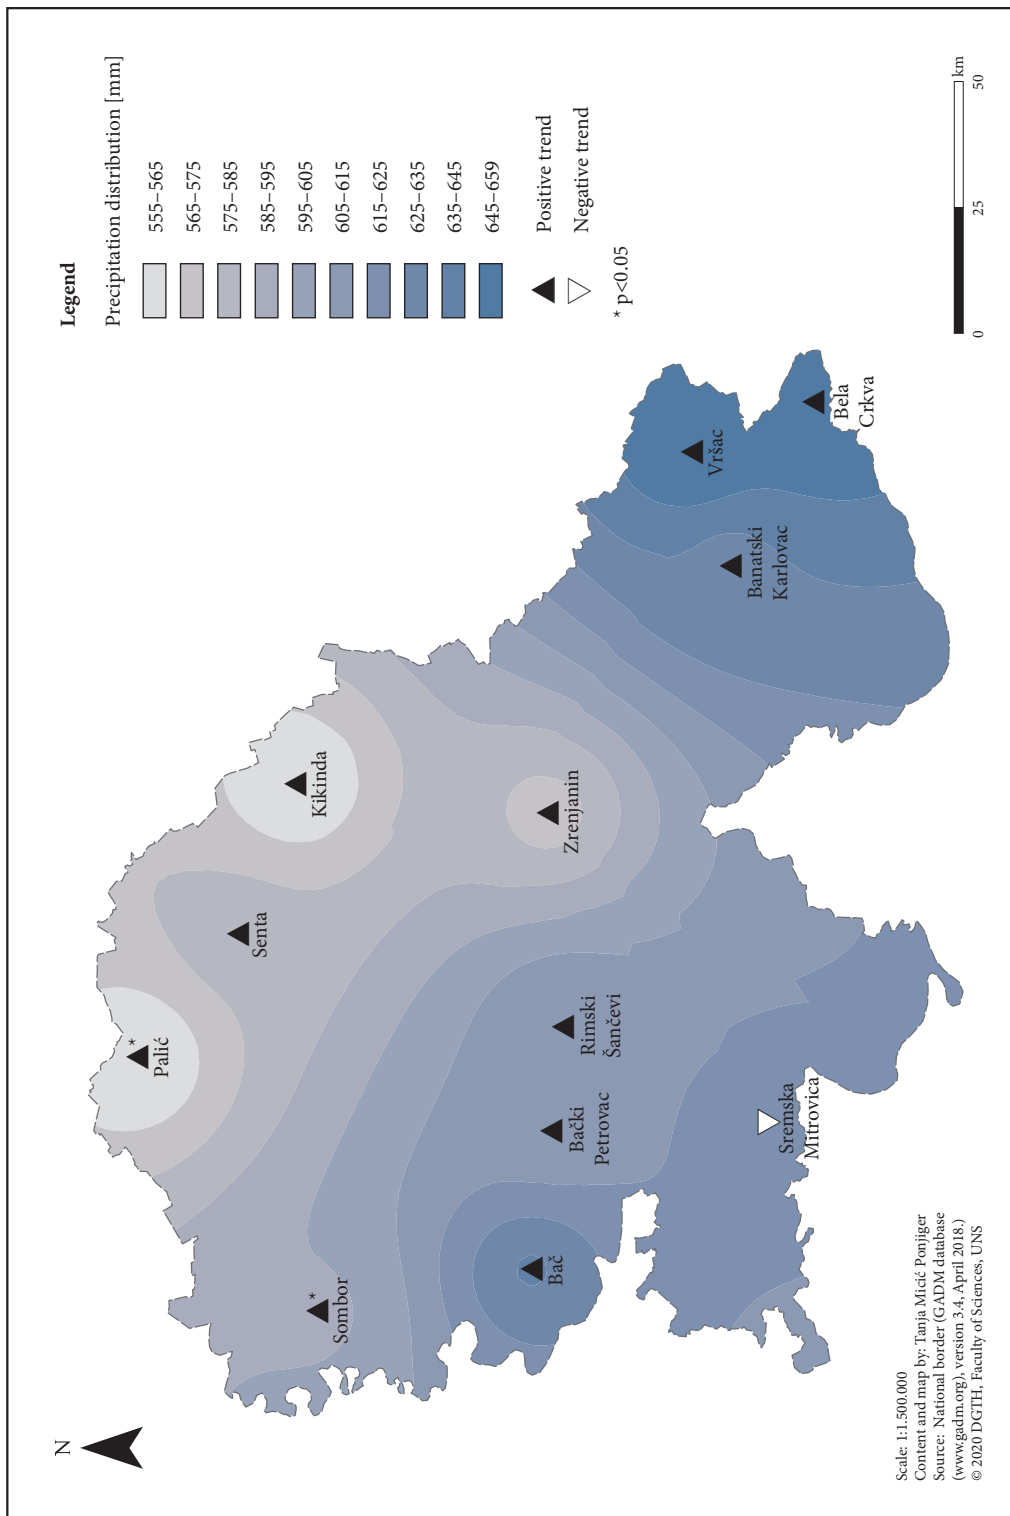 N
Legend
Precipitation distribution [mm]
555–565
565–575
575–585
585–595
595–605
605–615
615–625
625–635
635–645
645–659
Positive trend
Negative trend
* p<0.05
Palić
*
Senta
Kikinda
Sombor
*
Bač
Bački
Petrovac
Rimski
Šančevi
Zrenjanin
Vršac
Banatski
Karlovac
Bela
Crkva
Sremska
Mitrovica
Scale: 1:1.500.000
Content and map by: Tanja Micić Ponjiger
Source: National border (GADM database
(www.gadm.org), version 3.4, April 2018.)
© 2020 DGTH, Faculty of Sciences, UNS
0
25
50
km